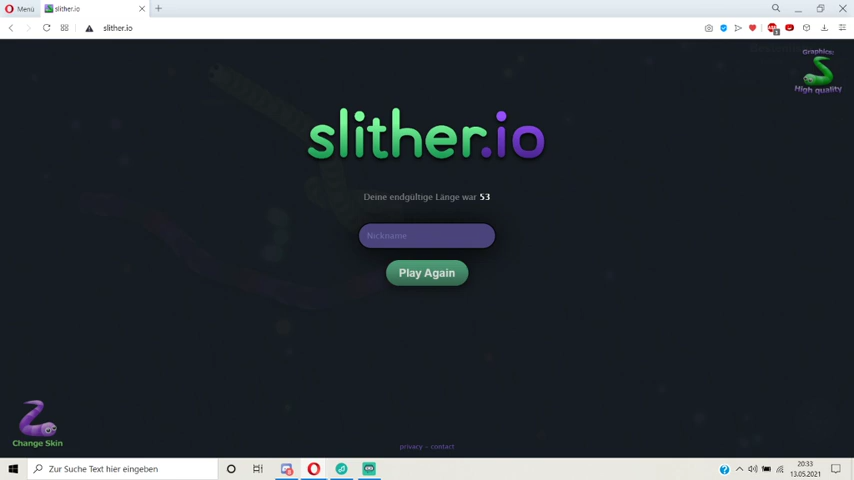 Menü
slither.io
slither.io
Graphics:
High quality
slither.io
Deine endgültige Länge war 53
Nickname
Play Again
Change Skin
privacy - contact
Zur Suche Text hier eingeben
20:33
13.05.2021